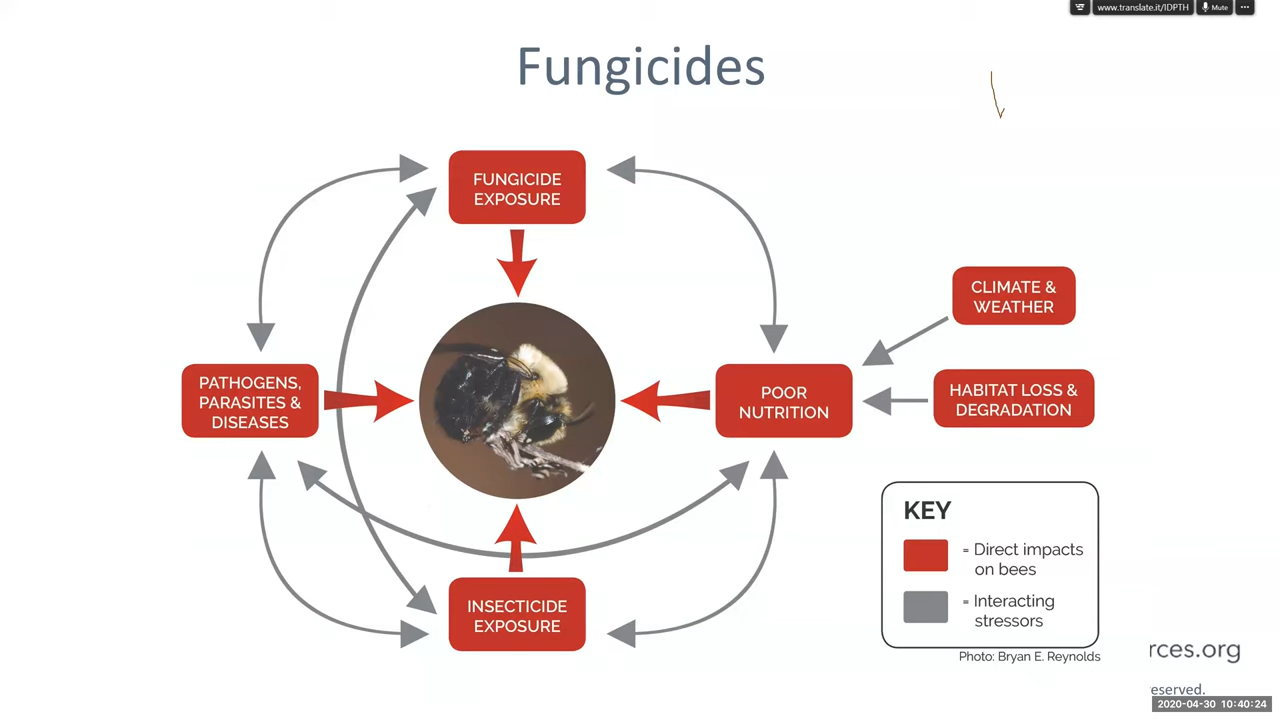 www.translate.it/IDPTH
Mute
Fungicides
FUNGICIDE
EXPOSURE
CLIMATE &
WEATHER
PATHOGENS,
PARASITES &
DISEASES
POOR
NUTRITION
HABITAT LOSS &
DEGRADATION
INSECTICIDE
EXPOSURE
KEY
= Direct impacts
on bees
= Interacting
stressors
Photo: Bryan E. Reynolds
rces.org
eserved.
2020-04-30 10:40:24